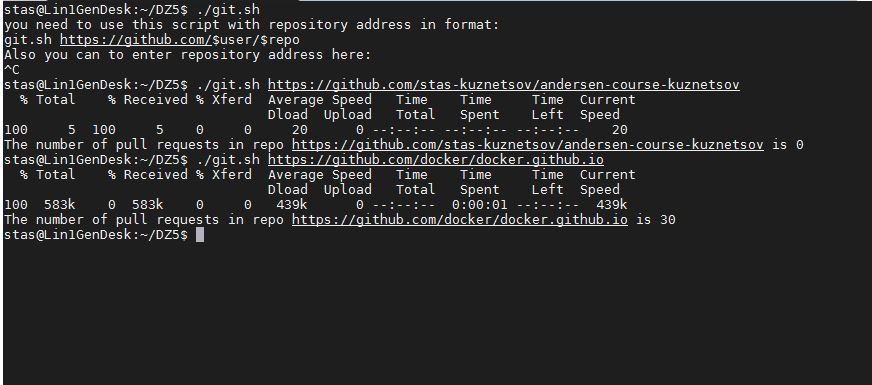 stas@Lin1GenDesk:~/DZ5$ ./git.sh
you need to use this script with repository address in format:
git.sh https://github.com/$user/$repo
Also you can to enter repository address here:
^C
stas@Lin1GenDesk:~/DZ5$ ./git.sh https://github.com/stas-kuznetsov/andersen-course-kuznetsov
  % Total    % Received % Xferd  Average Speed   Time    Time     Time  Current
                                 Dload  Upload   Total   Spent    Left  Speed
100     5  100     5    0     0     20      0 --:--:-- --:--:-- --:--:--    20
The number of pull requests in repo https://github.com/stas-kuznetsov/andersen-course-kuznetsov is 0
stas@Lin1GenDesk:~/DZ5$ ./git.sh https://github.com/docker/docker.github.io
  % Total    % Received % Xferd  Average Speed   Time    Time     Time  Current
                                 Dload  Upload   Total   Spent    Left  Speed
100  583k    0  583k    0     0   439k      0 --:--:--  0:00:01 --:--:--  439k
The number of pull requests in repo https://github.com/docker/docker.github.io is 30
stas@Lin1GenDesk:~/DZ5$